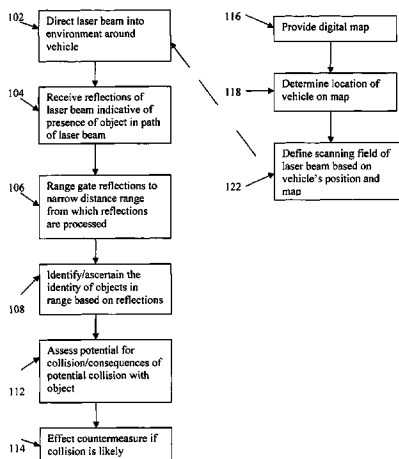 102
Direct laser beam into
environment around
vehicle
104
Receive reflections of
laser beam indicative of
presence of object in path
of laser beam
106
Range gate reflections to
narrow distance range
from which reflections
are processed
108
Identify/ascertain the
identity of objects in
range based on reflections
112
Assess potential for
collision/consequences of
potential collision with
object
114
Effect countermeasure if
collision is likely
116
Provide digital map
118
Determine location of
vehicle on map
122
Define scanning field of
laser beam based on
vehicle's position and
map